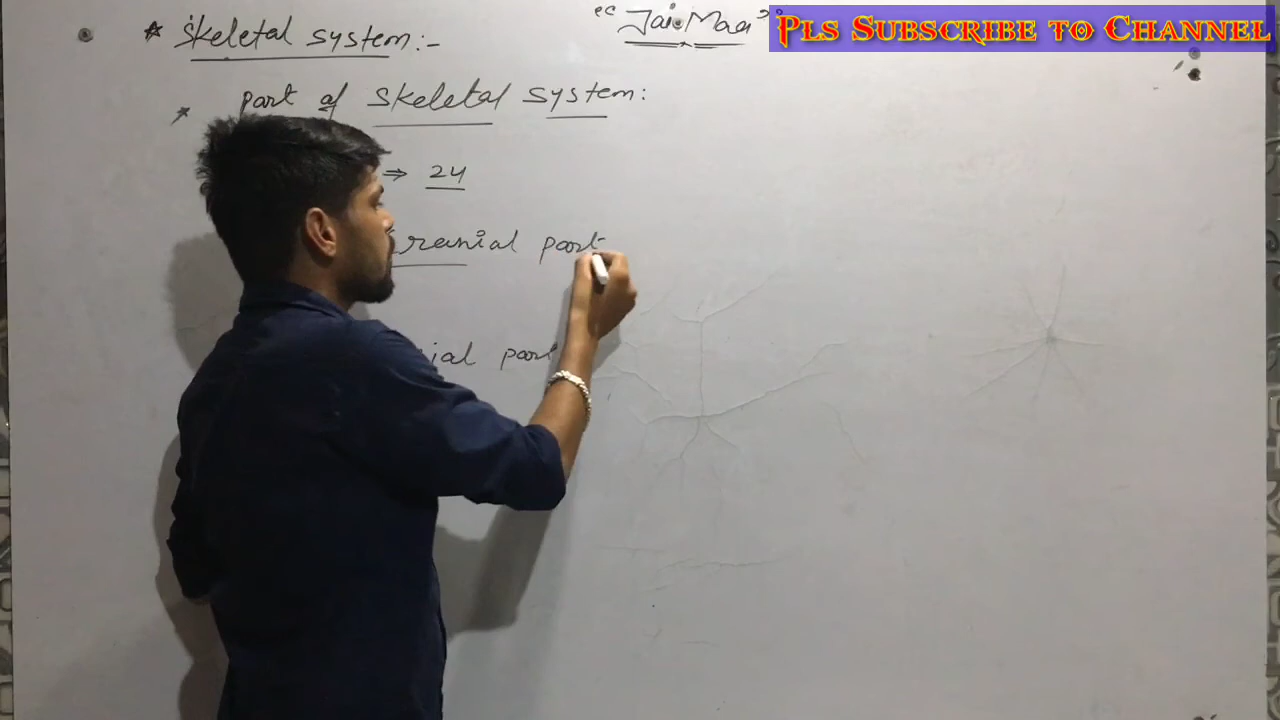 "Jai Maa"
Pls Subscribe to Channel
* Skeletal system:-
* part of skeletal system:
⇒ 24
cranial part
ial part